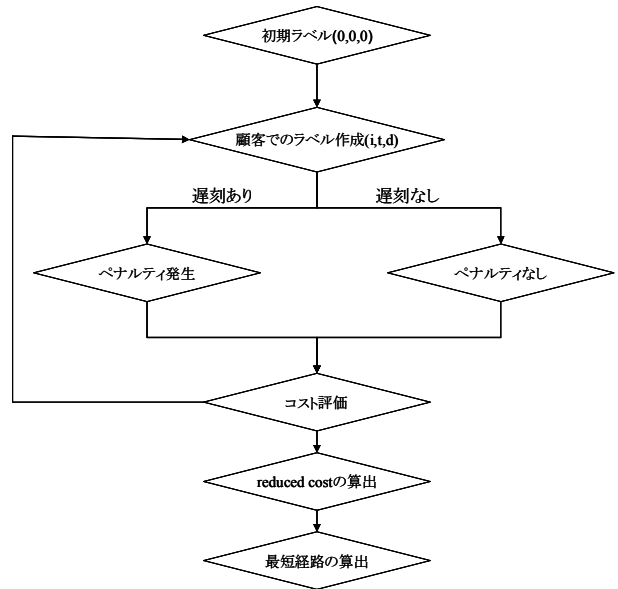 初期ラベル(0,0,0)
顧客でのラベル作成(i,t,d)
遅刻あり
遅刻なし
ペナルティ発生
ペナルティなし
コスト評価
reduced costの算出
最短経路の算出